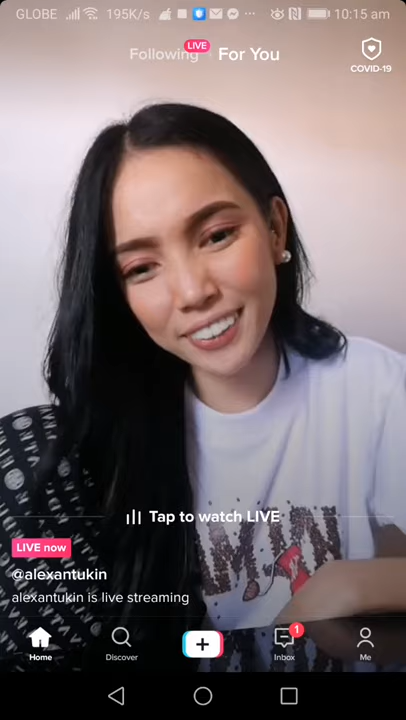 GLOBE 195K/s ... 10:15 am
Following LIVE For You
COVID-19
Tap to watch LIVE
LIVE now
@alexantukin
alexantukin is live streaming
1
Home Discover Inbox Me